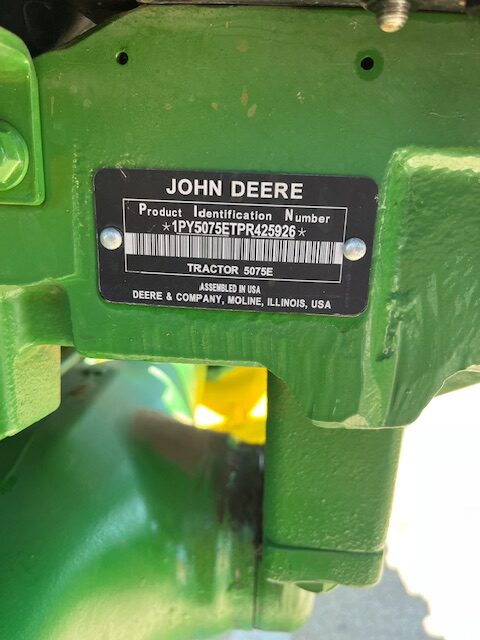 JOHN DEERE
Product Identification Number
*1PY5075ETPR425926*
TRACTOR 5075E
ASSEMBLED IN USA
DEERE & COMPANY, MOLINE, ILLINOIS, USA